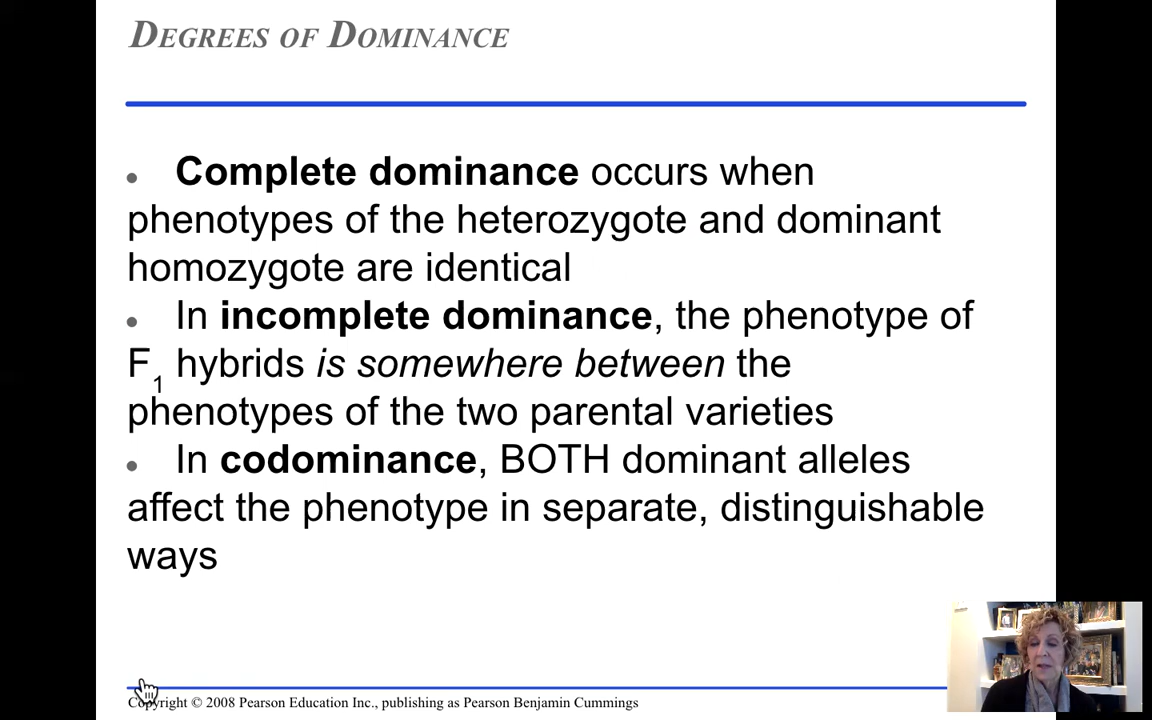 DEGREES OF DOMINANCE
• Complete dominance occurs when
phenotypes of the heterozygote and dominant
homozygote are identical
• In incomplete dominance, the phenotype of
F1 hybrids is somewhere between the
phenotypes of the two parental varieties
• In codominance, BOTH dominant alleles
affect the phenotype in separate, distinguishable
ways
Copyright © 2008 Pearson Education Inc., publishing as Pearson Benjamin Cummings